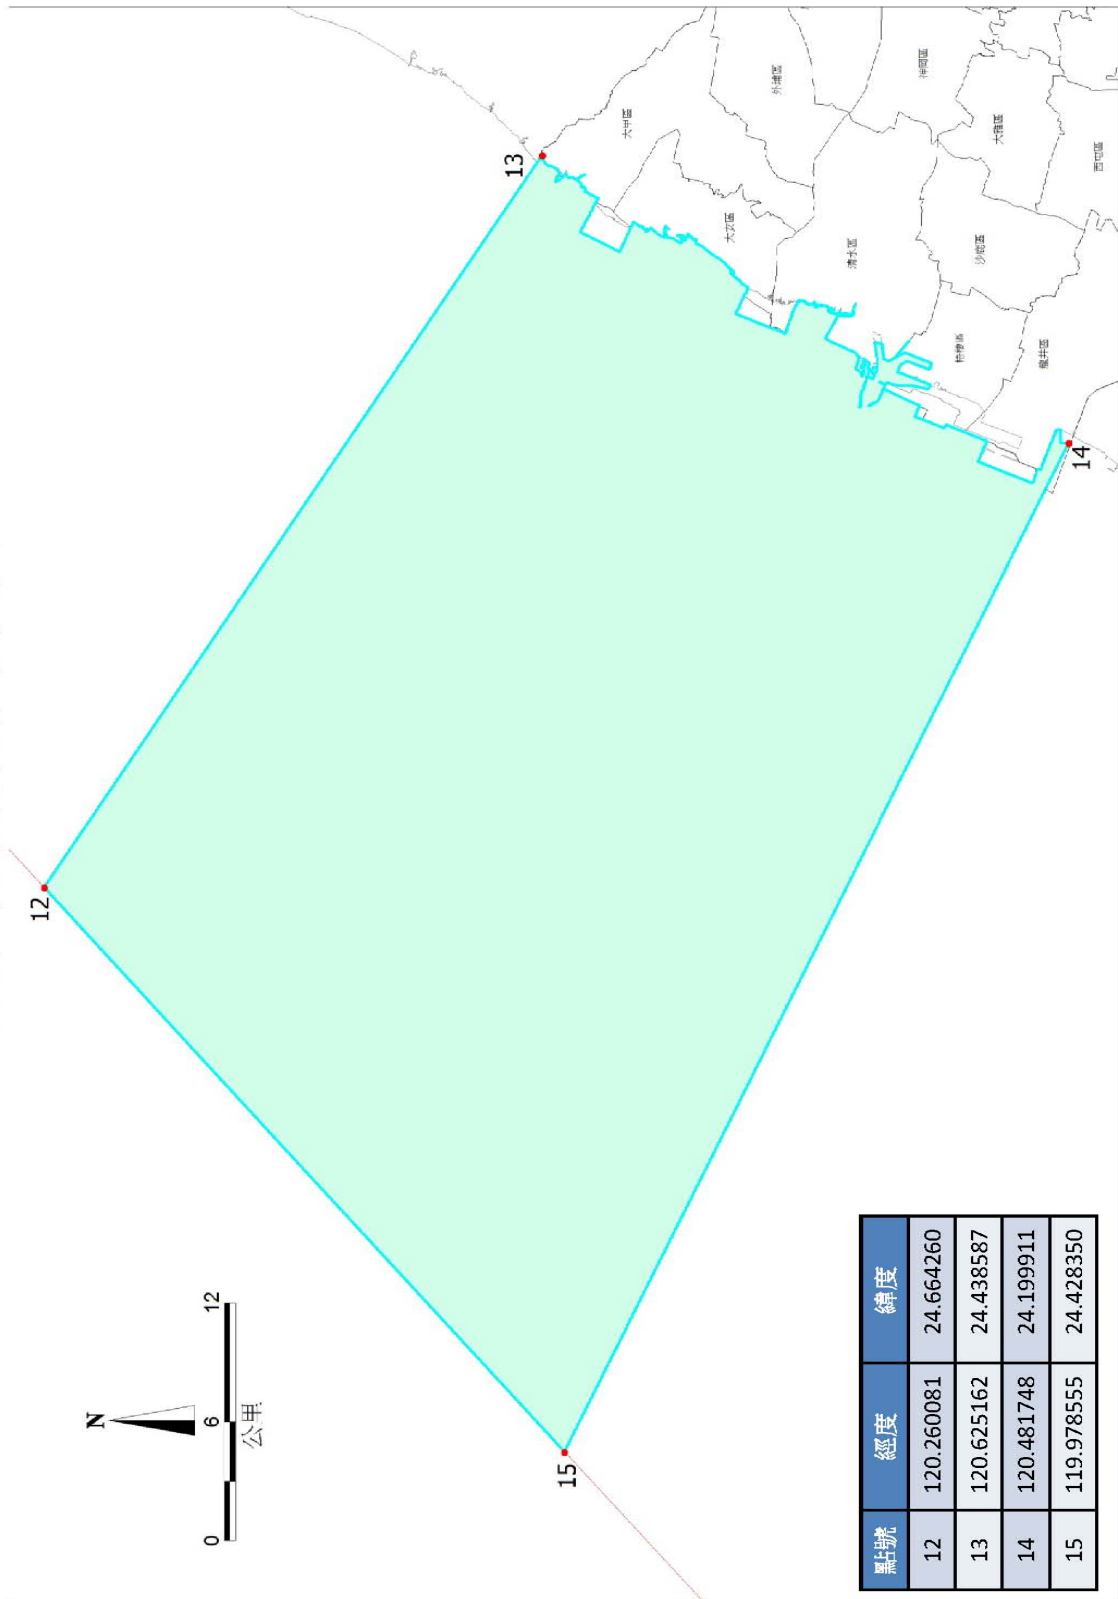 12
13
大甲區
外埔區
神岡區
大安區
大雅區
西屯區
清水區
沙鹿區
梧棲區
龍井區
14
15
N
0 6 12
公里
點號 經度 緯度
12 120.260081 24.664260
13 120.625162 24.438587
14 120.481748 24.199911
15 119.978555 24.428350